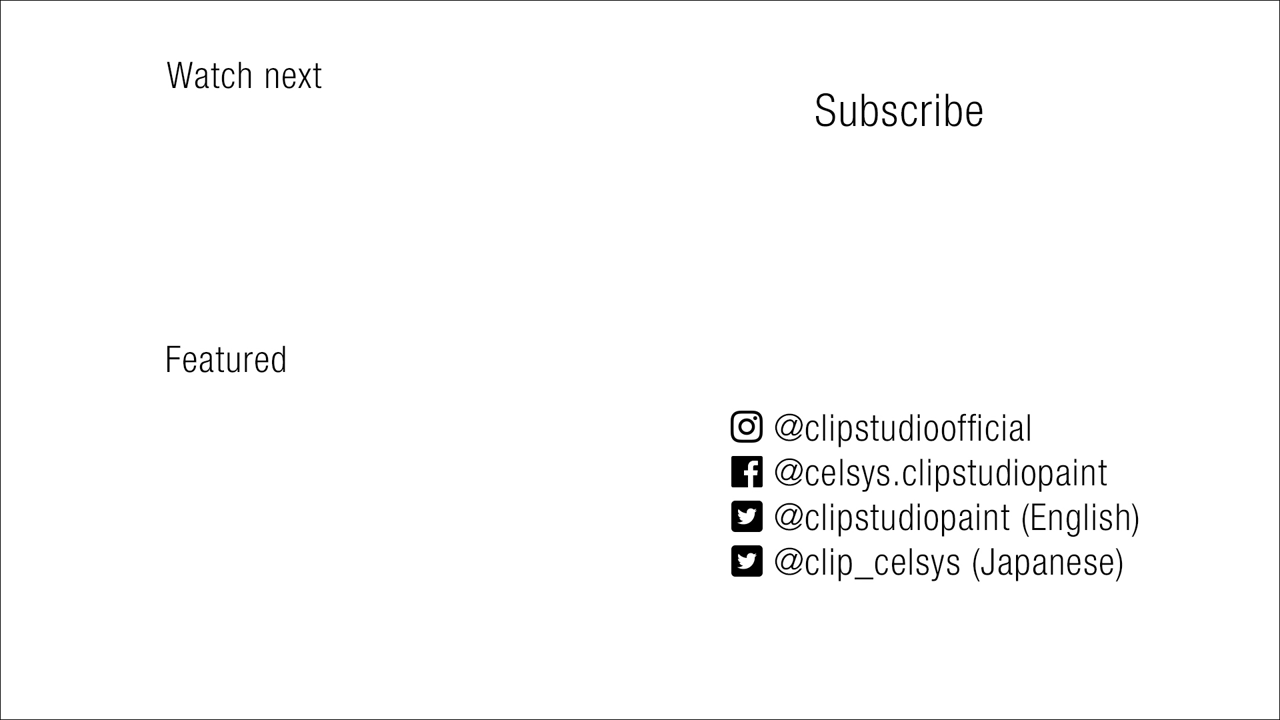 Watch next
Subscribe
Featured
@clipstudioofficial
@celsys.clipstudiopaint
@clipstudiopaint (English)
@clip_celsys (Japanese)